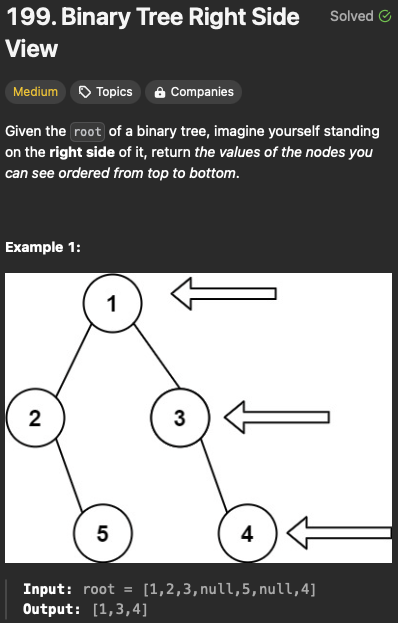 199. Binary Tree Right Side
View
Solved
Medium
Topics
Companies
Given the root of a binary tree, imagine yourself standing
on the right side of it, return the values of the nodes you
can see ordered from top to bottom.
Example 1:
1
2
3
5
4
Input: root = [1,2,3,null,5,null,4]
Output: [1,3,4]